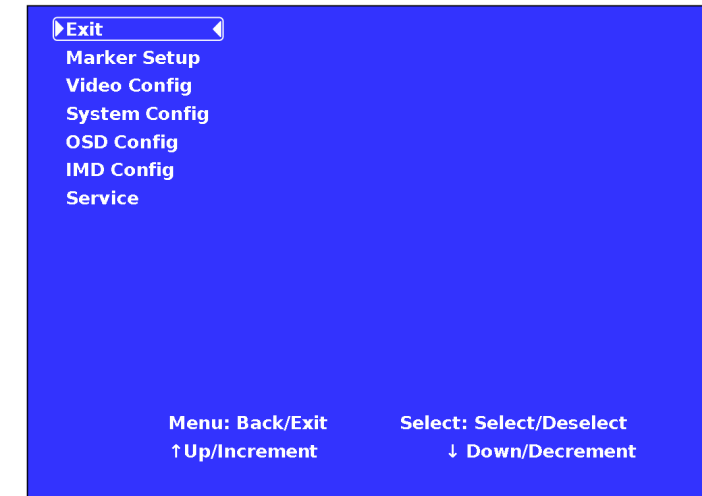 Exit
Marker Setup
Video Config
System Config
OSD Config
IMD Config
Service
Menu: Back/Exit Select: Select/Deselect
↑Up/Increment ↓ Down/Decrement